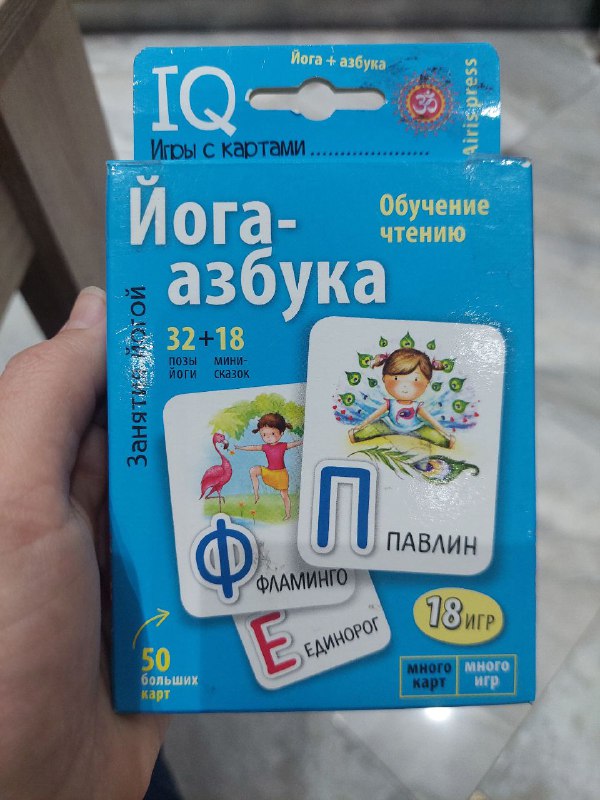 Йога + азбука
IQ
Игры с картами
Airis-press
Йога-
азбука
Обучение
чтению
32+18
позы мини-
йоги сказок
Занятие йогой
П
ПАВЛИН
Ф
ФЛАМИНГО
Е
ЕДИНОРОГ
18 ИГР
50
больших
карт
много много
карт игр